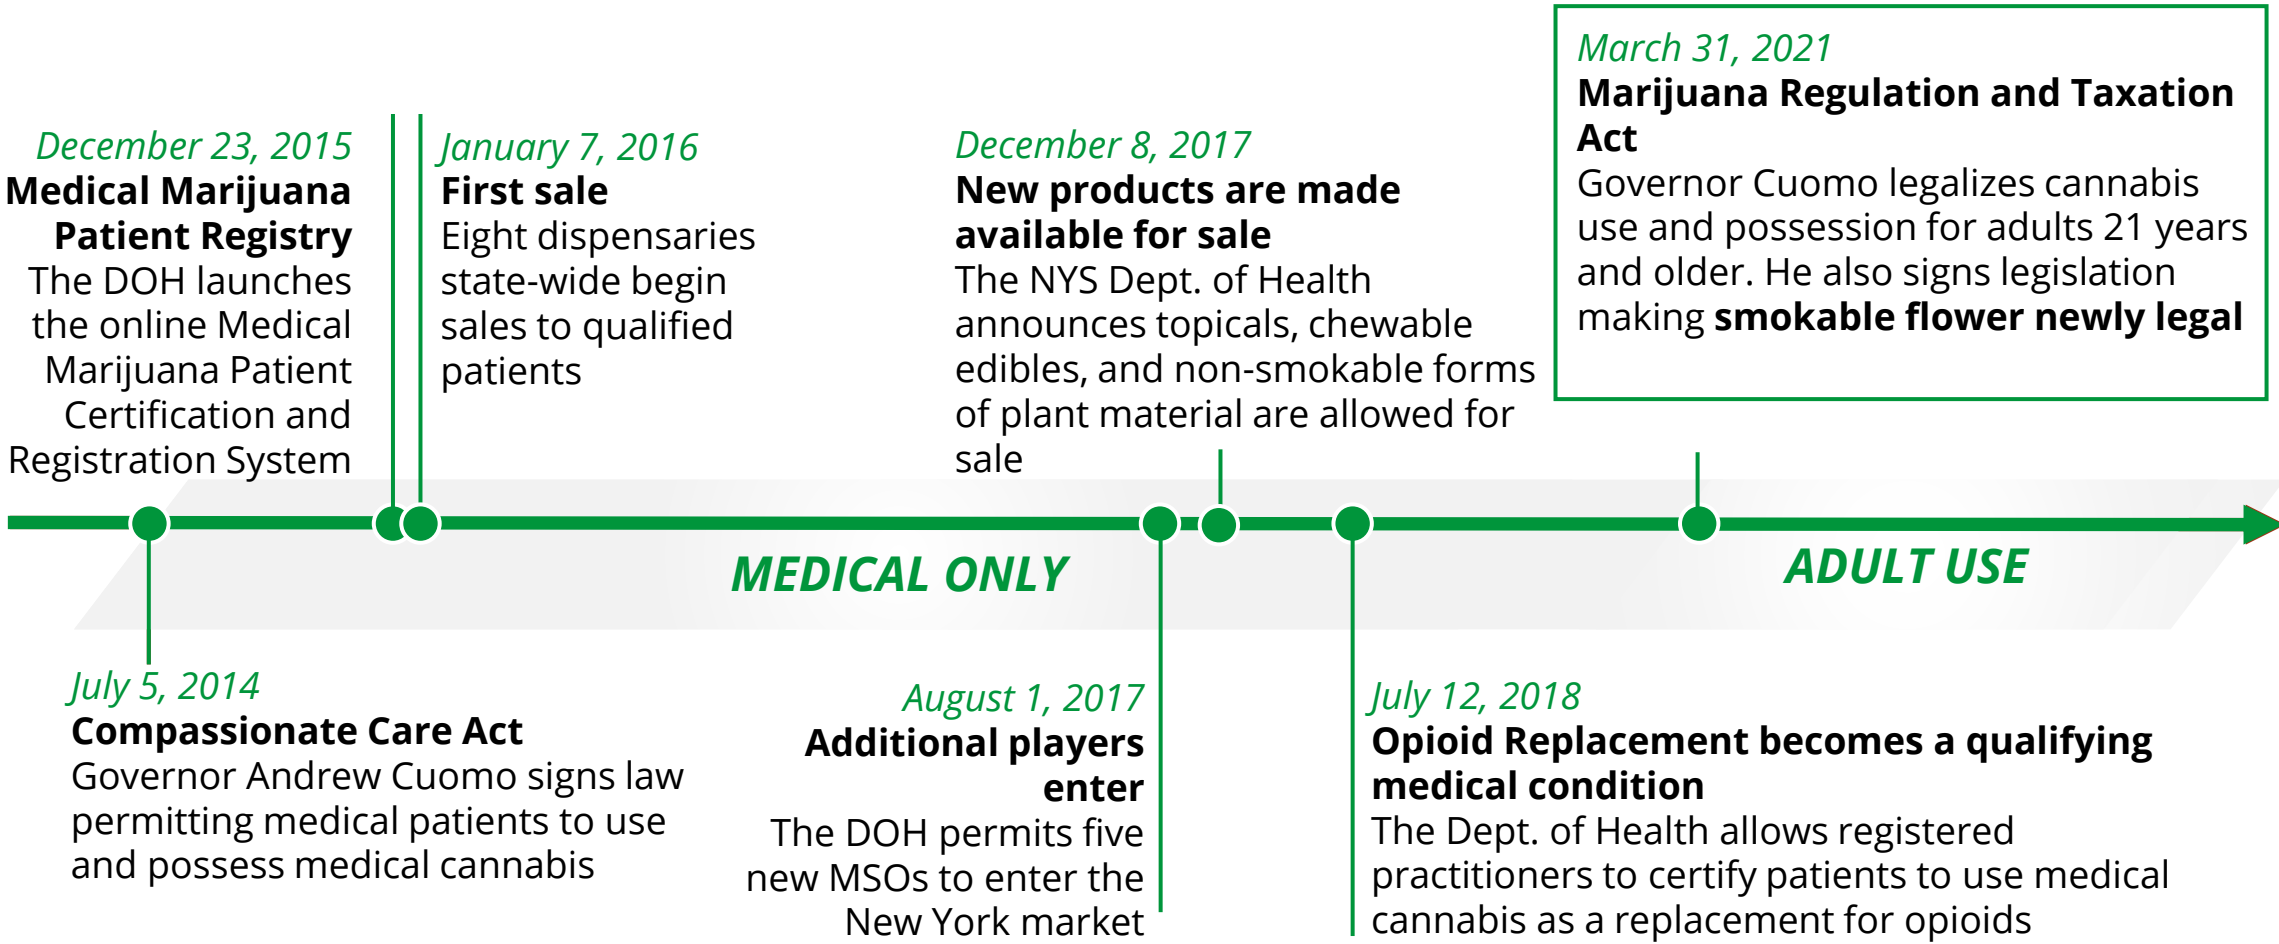 March 31, 2021
Marijuana Regulation and Taxation
Act
Governor Cuomo legalizes cannabis
use and possession for adults 21 years
and older. He also signs legislation
making smokable flower newly legal
December 23, 2015
Medical Marijuana
Patient Registry
The DOH launches
the online Medical
Marijuana Patient
Certification and
Registration System
January 7, 2016
First sale
Eight dispensaries
state-wide begin
sales to qualified
patients
December 8, 2017
New products are made
available for sale
The NYS Dept. of Health
announces topicals, chewable
edibles, and non-smokable forms
of plant material are allowed for
sale
MEDICAL ONLY
ADULT USE
July 5, 2014
Compassionate Care Act
Governor Andrew Cuomo signs law
permitting medical patients to use
and possess medical cannabis
August 1, 2017
Additional players
enter
The DOH permits five
new MSOs to enter the
New York market
July 12, 2018
Opioid Replacement becomes a qualifying
medical condition
The Dept. of Health allows registered
practitioners to certify patients to use medical
cannabis as a replacement for opioids